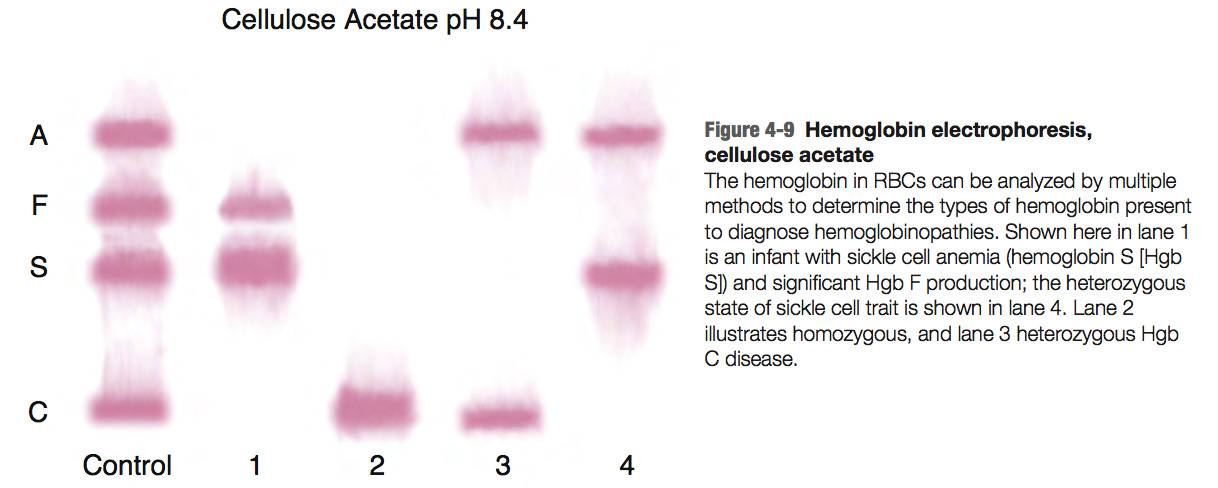 Cellulose Acetate pH 8.4
A
F
S
C
Control 1 2 3 4
Figure 4-9 Hemoglobin electrophoresis,
cellulose acetate
The hemoglobin in RBCs can be analyzed by multiple
methods to determine the types of hemoglobin present
to diagnose hemoglobinopathies. Shown here in lane 1
is an infant with sickle cell anemia (hemoglobin S [Hgb
S]) and significant Hgb F production; the heterozygous
state of sickle cell trait is shown in lane 4. Lane 2
illustrates homozygous, and lane 3 heterozygous Hgb
C disease.